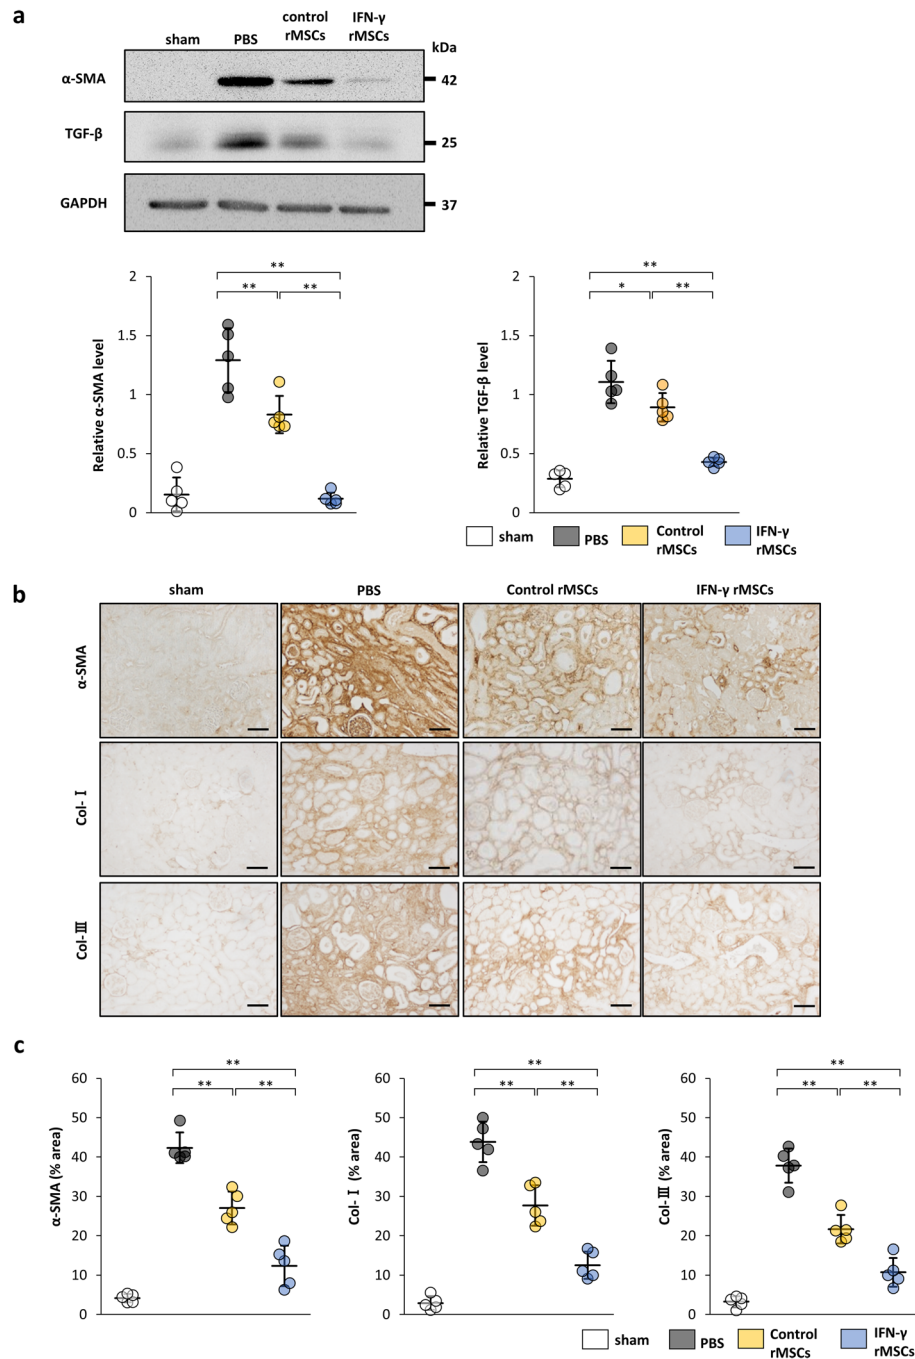 a
sham
PBS
control
rMSCs
IFN-γ
rMSCs
kDa
α-SMA
42
TGF-β
25
GAPDH
37
Relative α-SMA level
2
1.5
1
0.5
0
**
**
**
Relative TGF-β level
2
1.5
1
0.5
0
**
*
**
sham
PBS
Control
rMSCs
IFN-γ
rMSCs
b
sham
PBS
Control rMSCs
IFN-γ rMSCs
α-SMA
Col-Ⅰ
Col-Ⅲ
c
α-SMA (% area)
60
50
40
30
20
10
0
**
**
**
Col-Ⅰ (% area)
60
50
40
30
20
10
0
**
**
**
Col-Ⅲ (% area)
60
50
40
30
20
10
0
**
**
**
sham
PBS
Control
rMSCs
IFN-γ
rMSCs